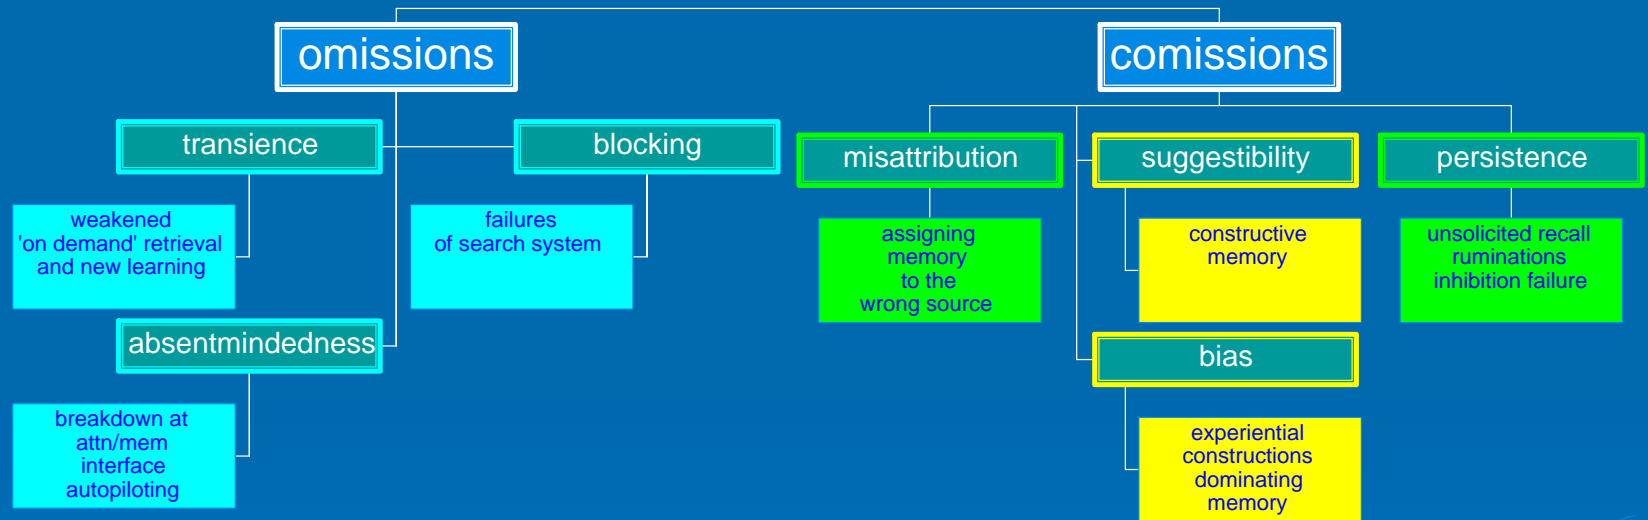 omissions
transience
weakened
'on demand' retrieval
and new learning
blocking
failures
of search system
absentmindedness
breakdown at
attn/mem
interface
autopiloting
comissions
misattribution
assigning
memory
to the
wrong source
suggestibility
constructive
memory
bias
experiential
constructions
dominating
memory
persistence
unsolicited recall
ruminations
inhibition failure